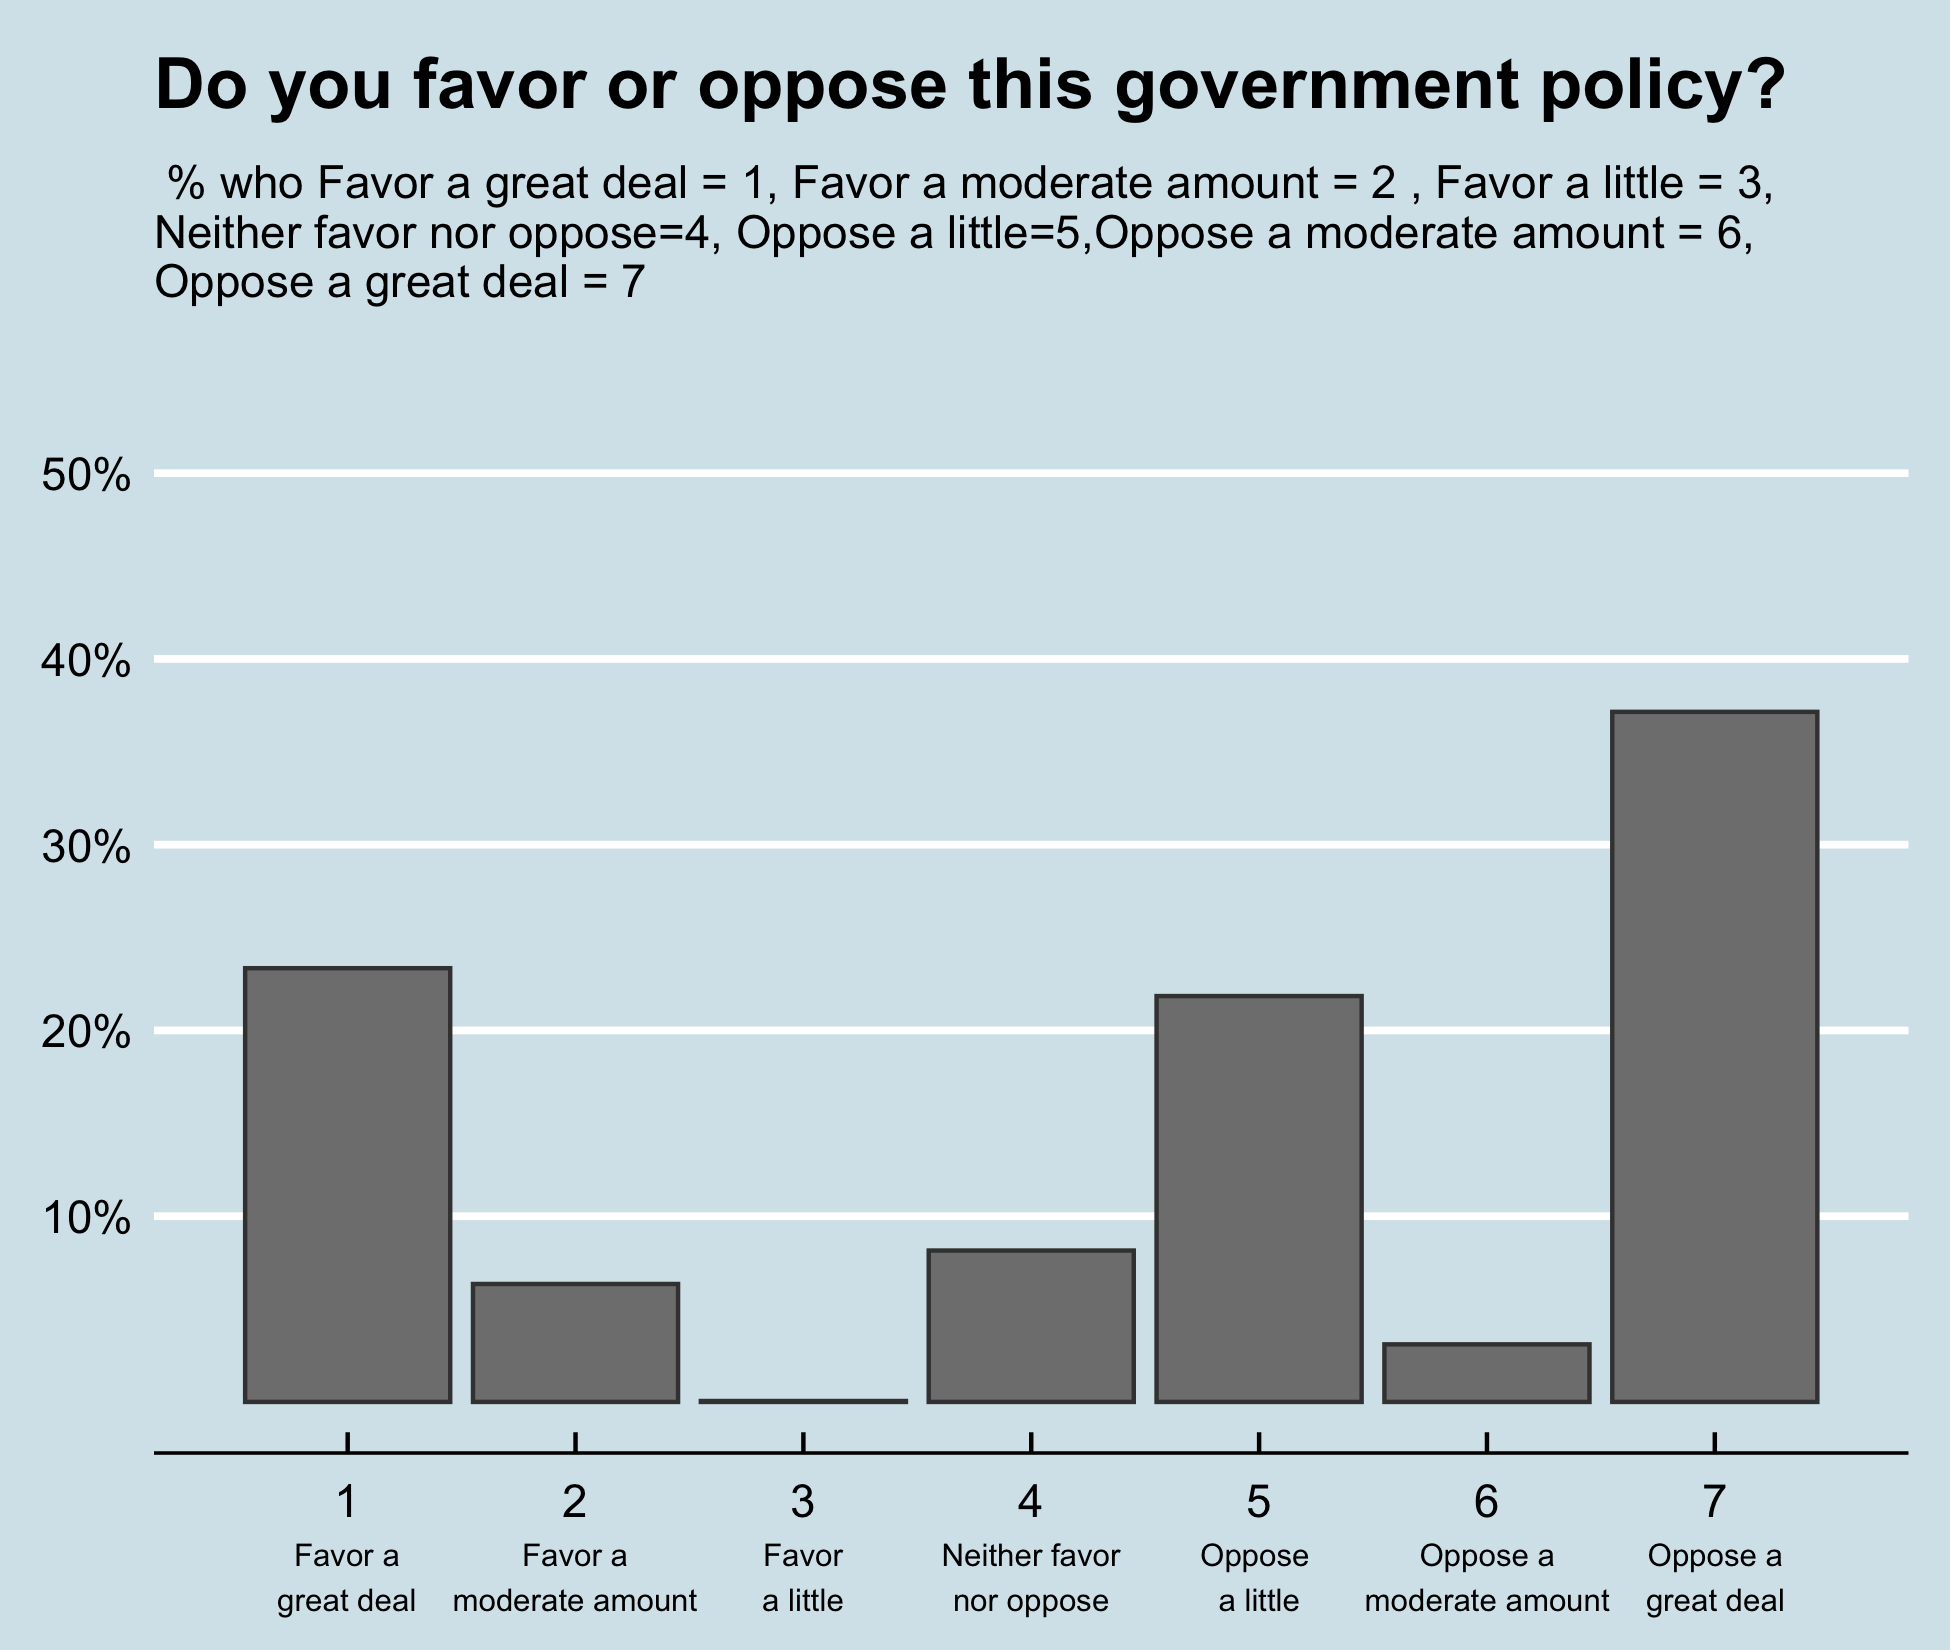 Do you favor or oppose this government policy?
% who Favor a great deal = 1, Favor a moderate amount = 2 , Favor a little = 3,
Neither favor nor oppose=4, Oppose a little=5,Oppose a moderate amount = 6,
Oppose a great deal = 7
50%
40%
30%
20%
10%
1 2 3 4 5 6 7
Favor a Favor a Favor Neither favor Oppose Oppose a Oppose a
great deal moderate amount a little nor oppose a little moderate amount great deal